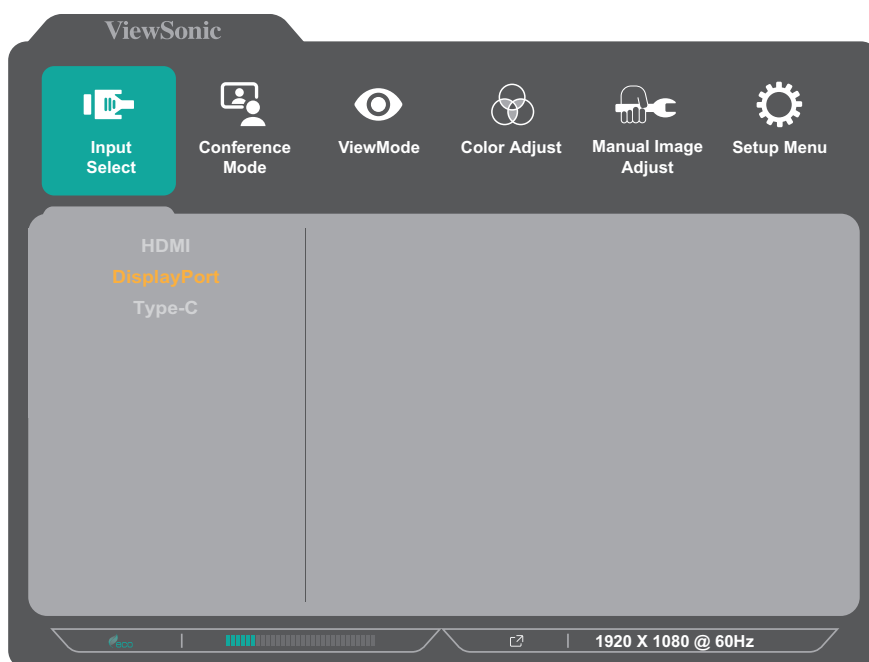 ViewSonic
Input Select
Conference Mode
ViewMode
Color Adjust
Manual Image Adjust
Setup Menu
HDMI
DisplayPort
Type-C
eco
1920 X 1080 @ 60Hz